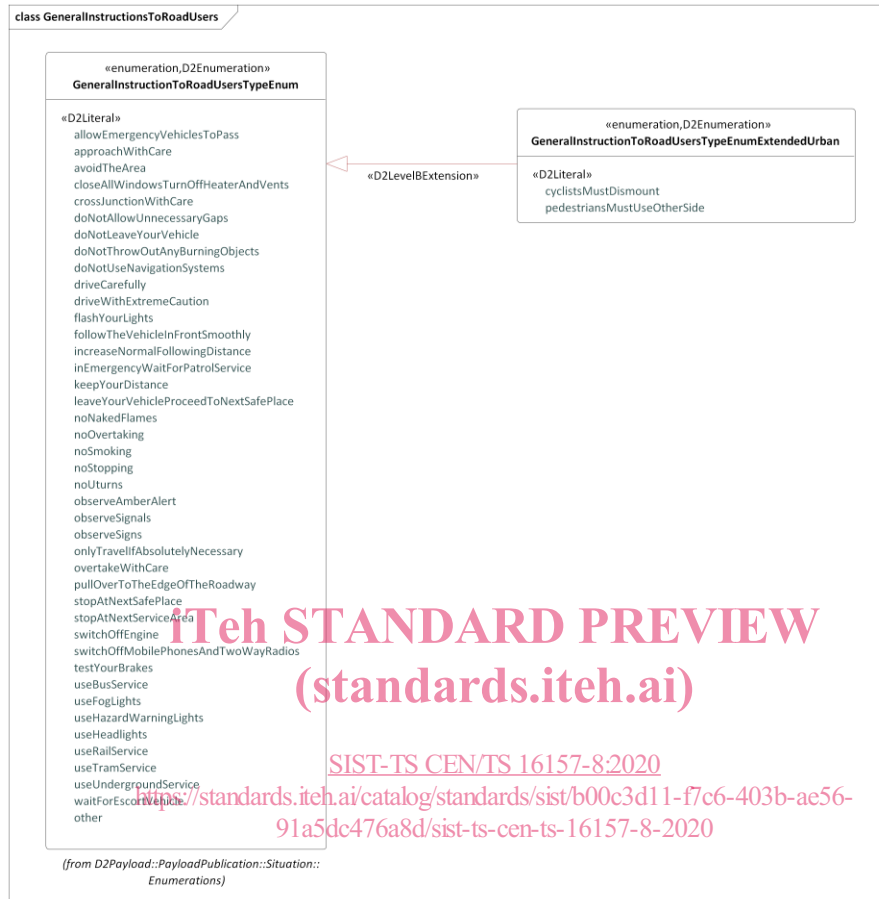 class GeneralInstructionsToRoadUsers
«enumeration,D2Enumeration»
GeneralInstructionToRoadUsersTypeEnum
«D2Literal»
allowEmergencyVehiclesToPass
approachWithCare
avoidTheArea
closeAllWindowsTurnOffHeaterAndVents
crossJunctionWithCare
doNotAllowUnnecessaryGaps
doNotLeaveYourVehicle
doNotThrowOutAnyBurningObjects
doNotUseNavigationSystems
driveCarefully
driveWithExtremeCaution
flashYourLights
followTheVehicleInFrontSmoothly
increaseNormalFollowingDistance
inEmergencyWaitForPatrolService
keepYourDistance
leaveYourVehicleProceedToNextSafePlace
noNakedFlames
noOvertaking
noSmoking
noStopping
noUturns
observeAmberAlert
observeSignals
observeSigns
onlyTravelIfAbsolutelyNecessary
overtakeWithCare
pullOverToTheEdgeOfTheRoadway
stopAtNextSafePlace
stopAtNextServiceArea
switchOffEngine
switchOffMobilePhonesAndTwoWayRadios
testYourBrakes
useBusService
useFogLights
useHazardWarningLights
useHeadlights
useRailService
useTramService
useUndergroundService
waitForEscortVehicle
other
(from D2Payload::PayloadPublication::Situation::
Enumerations)
«D2LevelBExtension»
«enumeration,D2Enumeration»
GeneralInstructionToRoadUsersTypeEnumExtendedUrban
«D2Literal»
cyclistsMustDismount
pedestriansMustUseOtherSide
iTeh STANDARD PREVIEW
(standards.iteh.ai)
SIST-TS CEN/TS 16157-8:2020
https://standards.iteh.ai/catalog/standards/sist/b00c3d11-f7c6-403b-ae56-
91a5dc476a8d/sist-ts-cen-ts-16157-8-2020